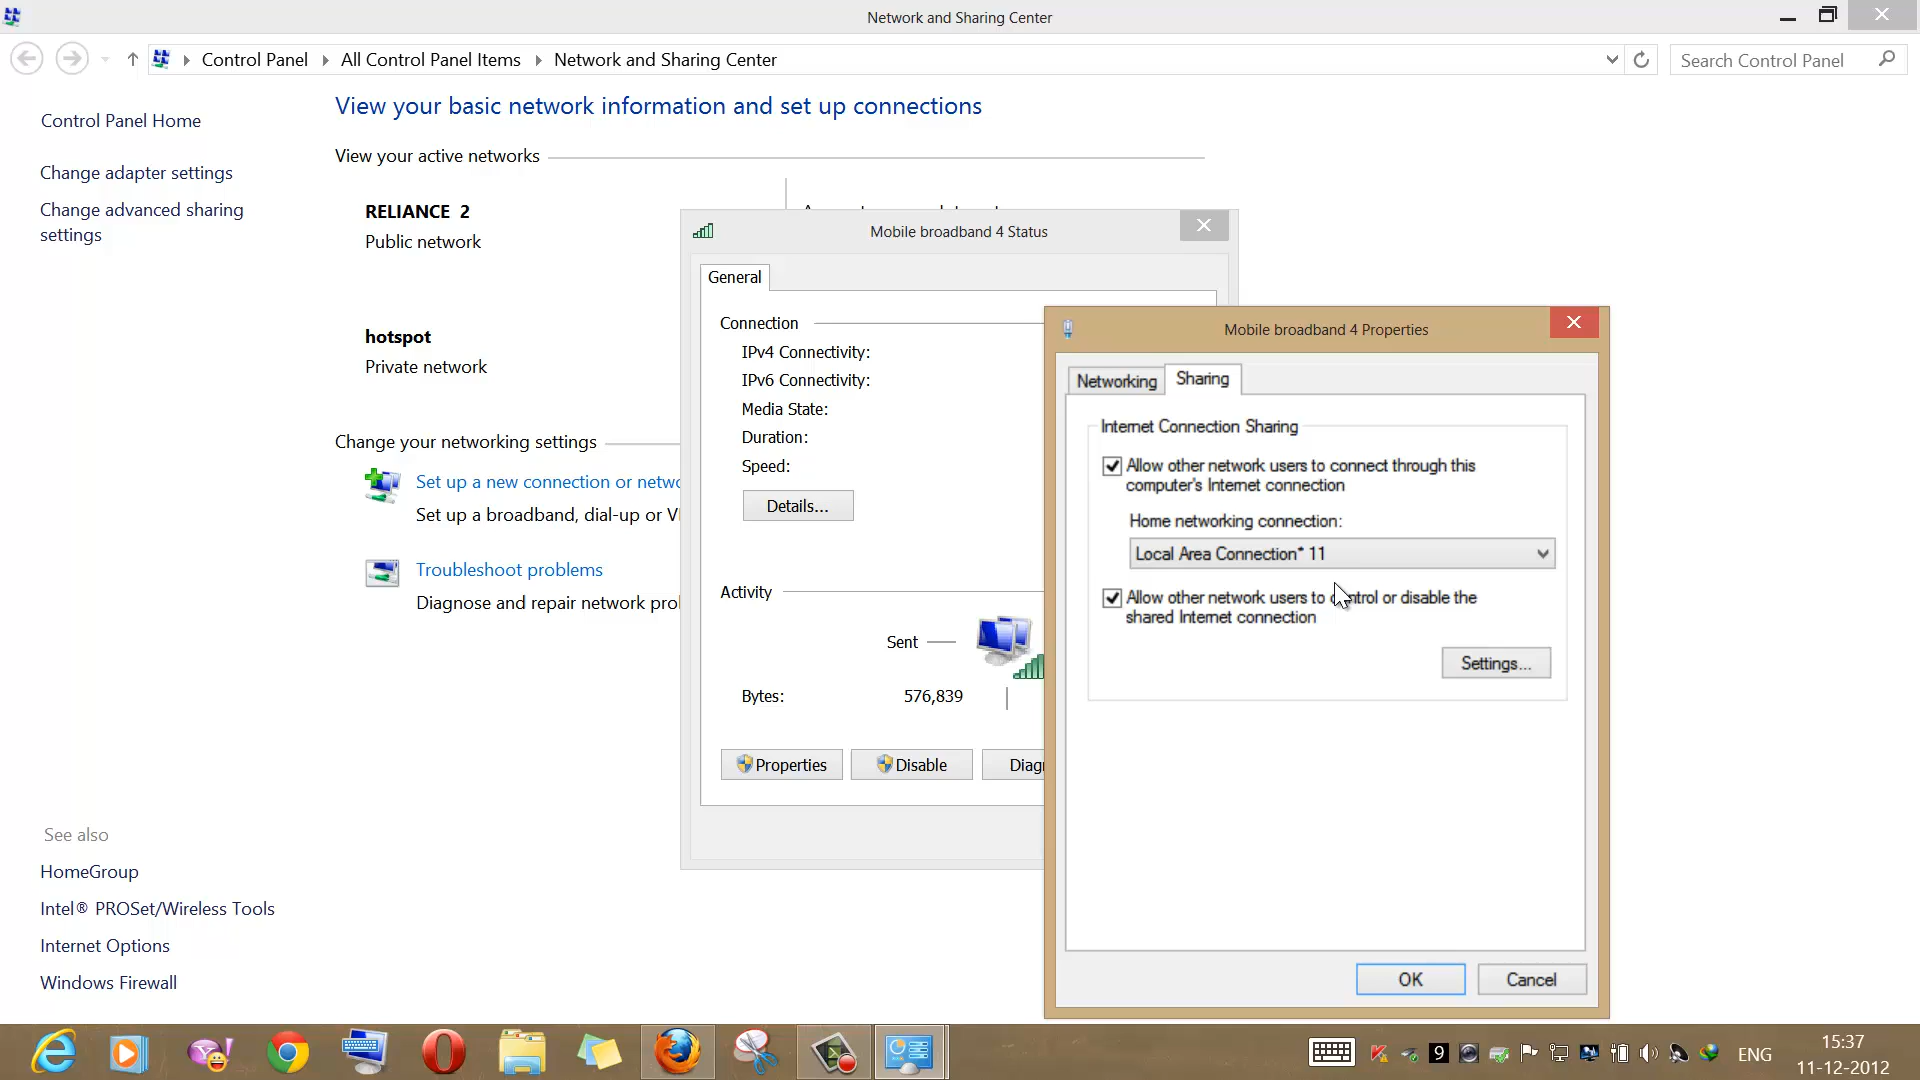 Network and Sharing Center
Control Panel All Control Panel Items Network and Sharing Center
Search Control Panel
Control Panel Home
Change adapter settings
Change advanced sharing
settings
View your basic network information and set up connections
View your active networks
RELIANCE 2
Public network
hotspot
Private network
Change your networking settings
Set up a new connection or netwo
Set up a broadband, dial-up or V
Troubleshoot problems
Diagnose and repair network pro
See also
HomeGroup
Intel® PROSet/Wireless Tools
Internet Options
Windows Firewall
Mobile broadband 4 Status
General
Connection
IPv4 Connectivity:
IPv6 Connectivity:
Media State:
Duration:
Speed:
Details...
Activity
Sent
Bytes: 576,839
Properties Disable Diag
Mobile broadband 4 Properties
Networking Sharing
Internet Connection Sharing
Allow other network users to connect through this
computer's Internet connection
Home networking connection:
Local Area Connection* 11
Allow other network users to control or disable the
shared Internet connection
Settings...
OK Cancel
9
ENG
15:37
11-12-2012